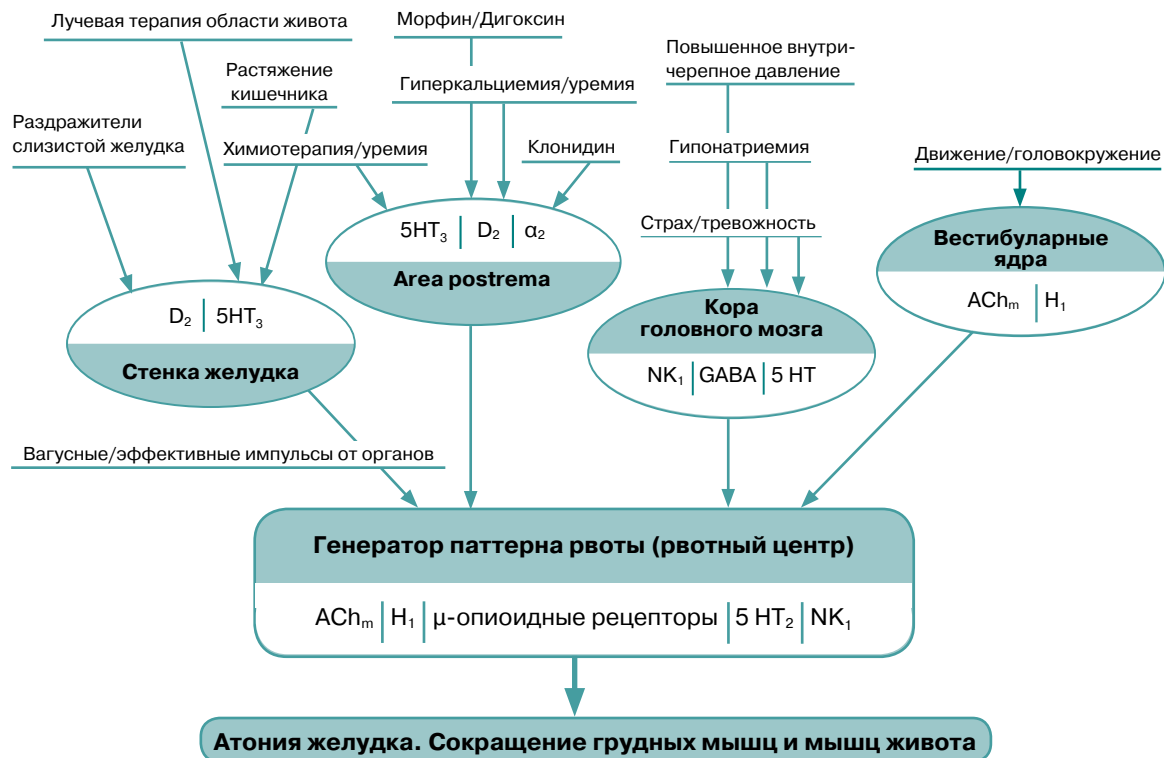 Лучевая терапия области живота
Морфин/Дигоксин
Повышенное внутри-
черепное давление
Растяжение
кишечника
Гиперкальциемия/уремия
Раздражители
слизистой желудка
Химиотерапия/уремия
Клонидин
Гипонатриемия
Движение/головокружение
5HT₃ | D₂ | α₂
Area postrema
Страх/тревожность
Вестибуларные
ядра
AChₘ | H₁
D₂ | 5HT₃
Стенка желудка
Кора
головного мозга
NK₁ | GABA | 5 HT
Вагусные/эффективные импульсы от органов
Генератор паттерна рвоты (рвотный центр)
AChₘ | H₁ | μ-опиоидные рецепторы | 5 HT₂ | NK₁
Атония желудка. Сокращение грудных мышц и мышц живота